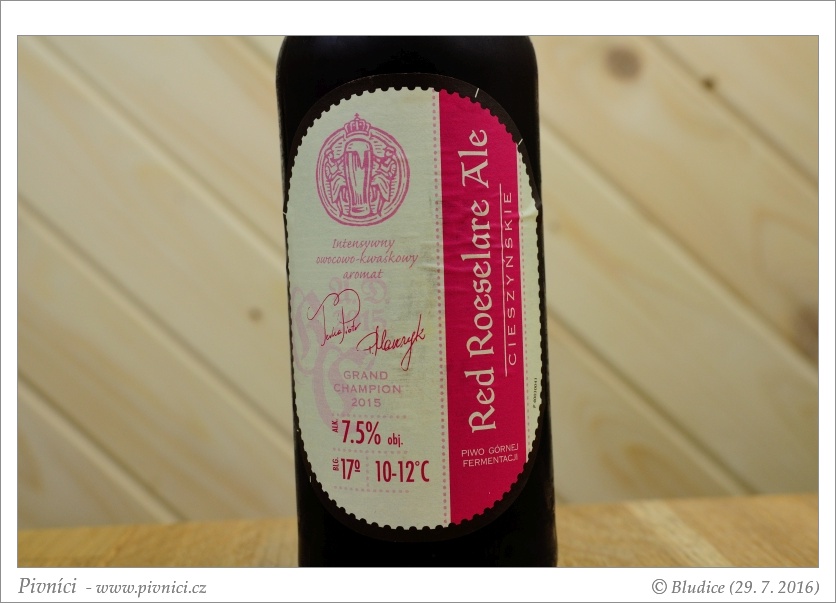 Intensywny
owocowo-kwaśkowy
aromat
GRAND
CHAMPION
2015
ALK. 7.5% obj.
BLG. 17º 10-12°C
Red Roeselare Ale
CIESZYŃSKIE
PIWO GÓRNEJ
FERMENTACJI
Pivníci - www.pivnici.cz
© Bludice (29. 7. 2016)